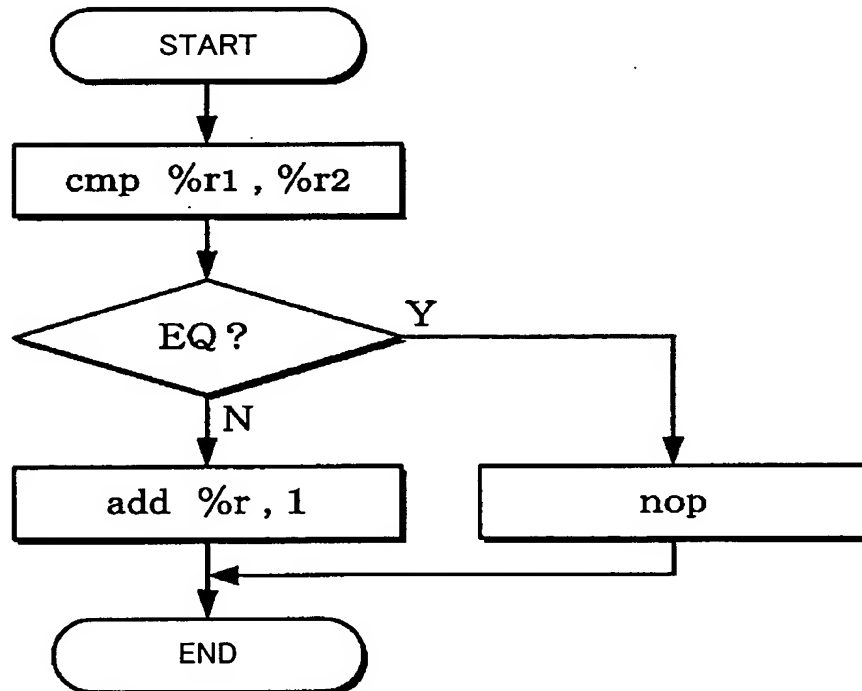 START
cmp %r1 , %r2
EQ ?
Y
N
add %r , 1
nop
END